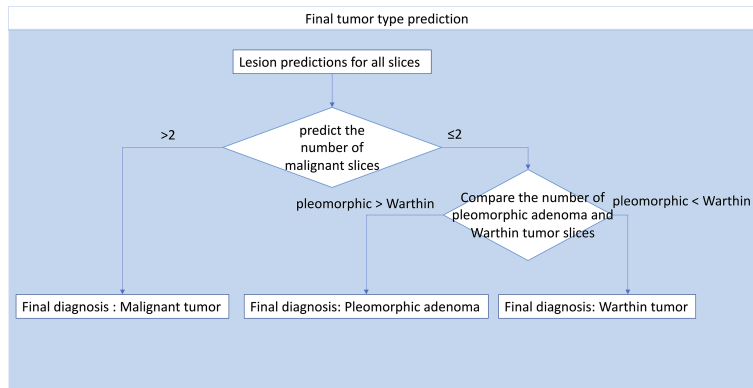 Final tumor type prediction
Lesion predictions for all slices
>2
predict the
number of
malignant slices
≤2
pleomorphic > Warthin
Compare the number of
pleomorphic adenoma and
Warthin tumor slices
pleomorphic < Warthin
Final diagnosis : Malignant tumor
Final diagnosis: Pleomorphic adenoma
Final diagnosis: Warthin tumor